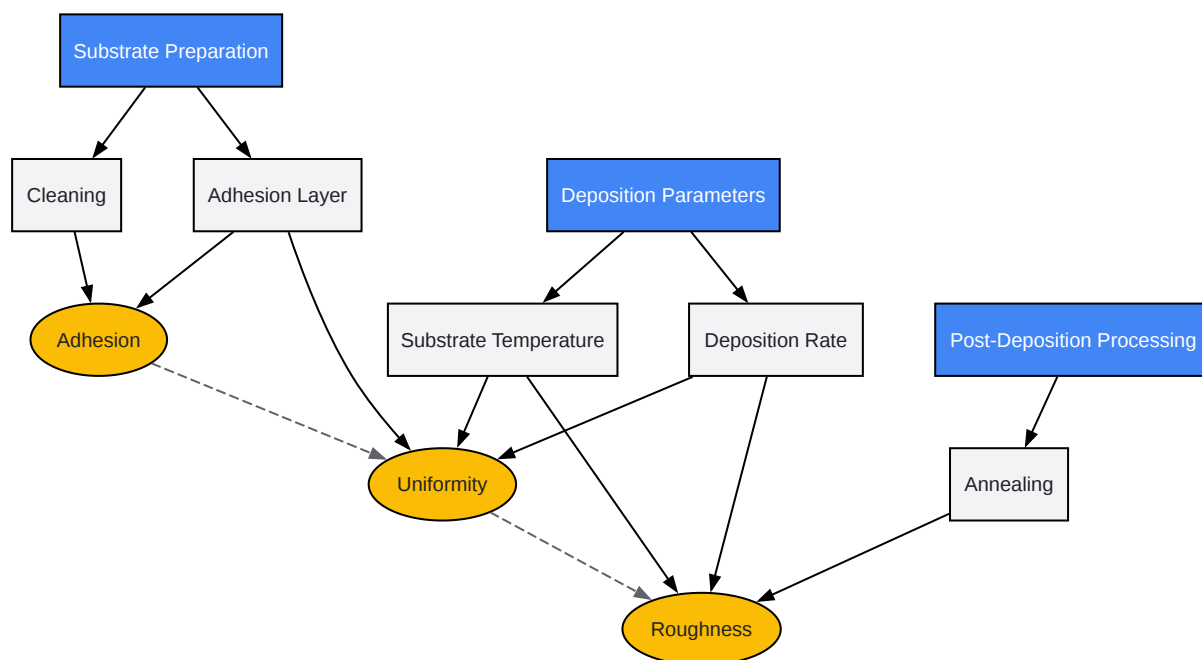 Substrate Preparation
Cleaning
Adhesion Layer
Deposition Parameters
Adhesion
Substrate Temperature
Deposition Rate
Post-Deposition Processing
Uniformity
Annealing
Roughness